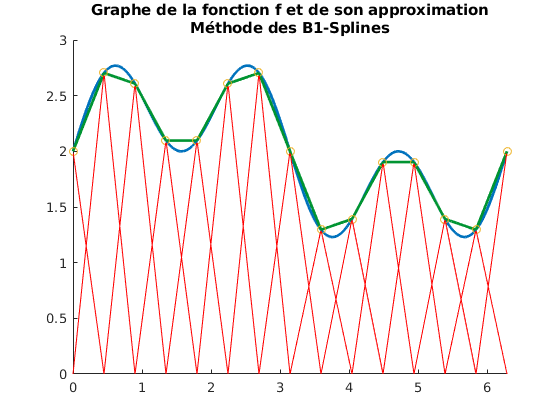 Graphe de la fonction f et de son approximation
Méthode des B1-Splines
3
2.5
2
1.5
1
0.5
0
0 1 2 3 4 5 6